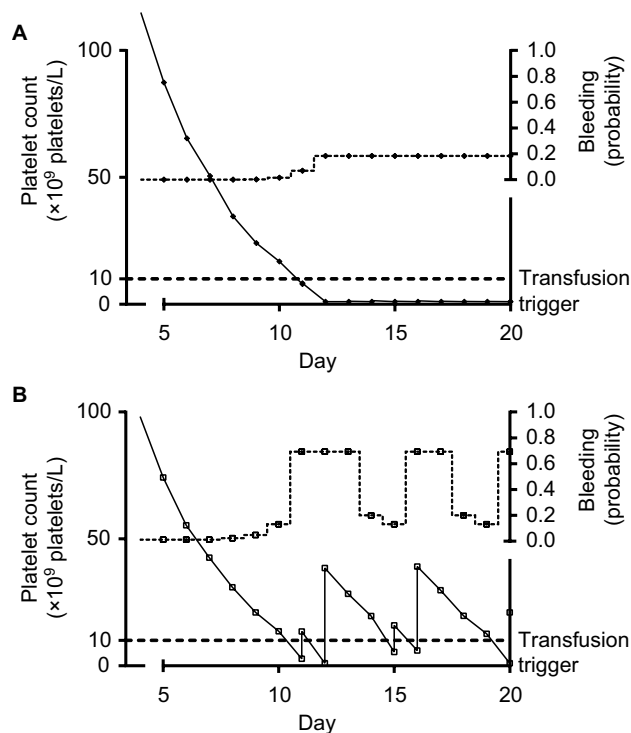 A
Platelet count
(×10⁹ platelets/L)
100
50
10
0
1.0
0.8
0.6
0.4
0.2
0.0
Bleeding
(probability)
Transfusion
trigger
5
10
15
20
Day
B
Platelet count
(×10⁹ platelets/L)
100
50
10
0
1.0
0.8
0.6
0.4
0.2
0.0
Bleeding
(probability)
Transfusion
trigger
5
10
15
20
Day